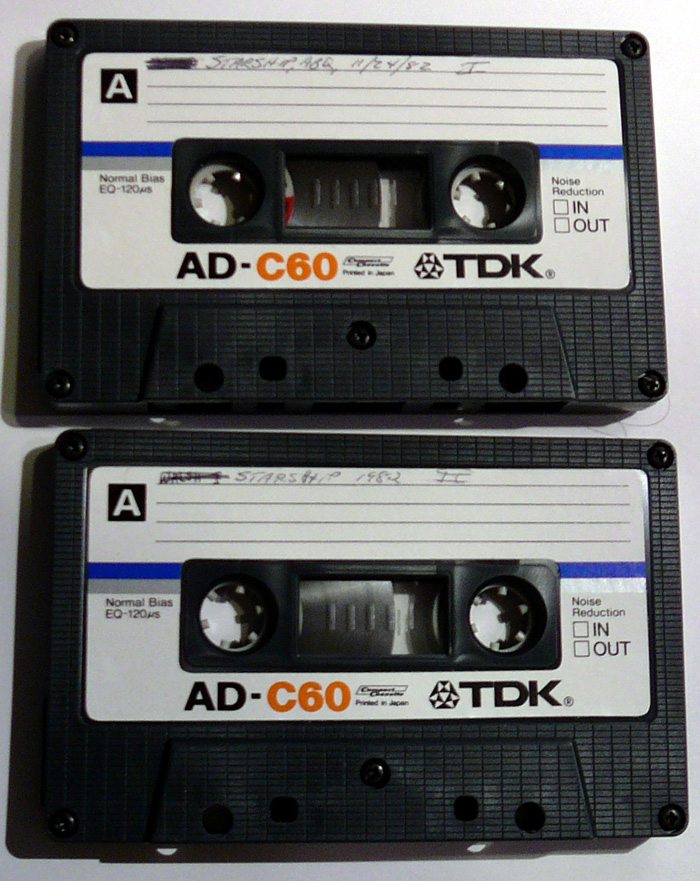 STARSHIP, ABQ, 11/24/82 I
A
Normal Bias
EQ-120µs
Noise
Reduction
IN
OUT
AD-C60
Compact
Cassette
Printed in Japan
TDK®
WALSH I STARSHIP 1982 II
A
Normal Bias
EQ-120µs
Noise
Reduction
IN
OUT
AD-C60
Compact
Cassette
Printed in Japan
TDK®